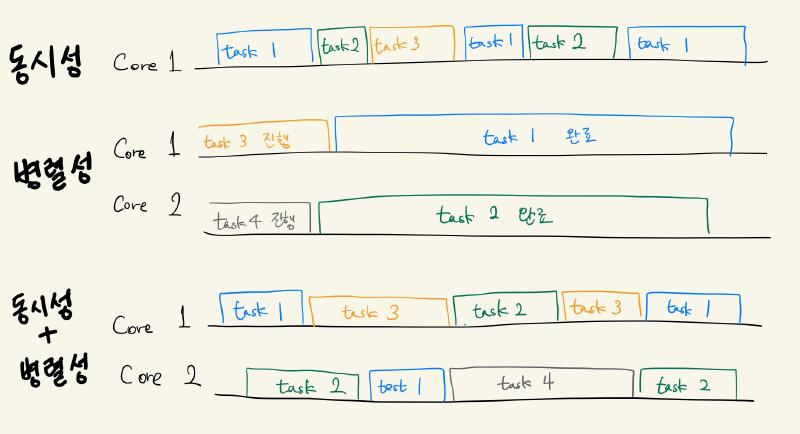 동시성 Core 1 task 1 task2 task 3 task 1 task 2 task 1
병렬성 Core 1 task 3 진행 task 1 완료
Core 2 task 4 진행 task 2 완료
동시성
+
병렬성
Core 1 task 1 task 3 task 2 task 3 task 1
Core 2 task 2 test 1 task 4 task 2